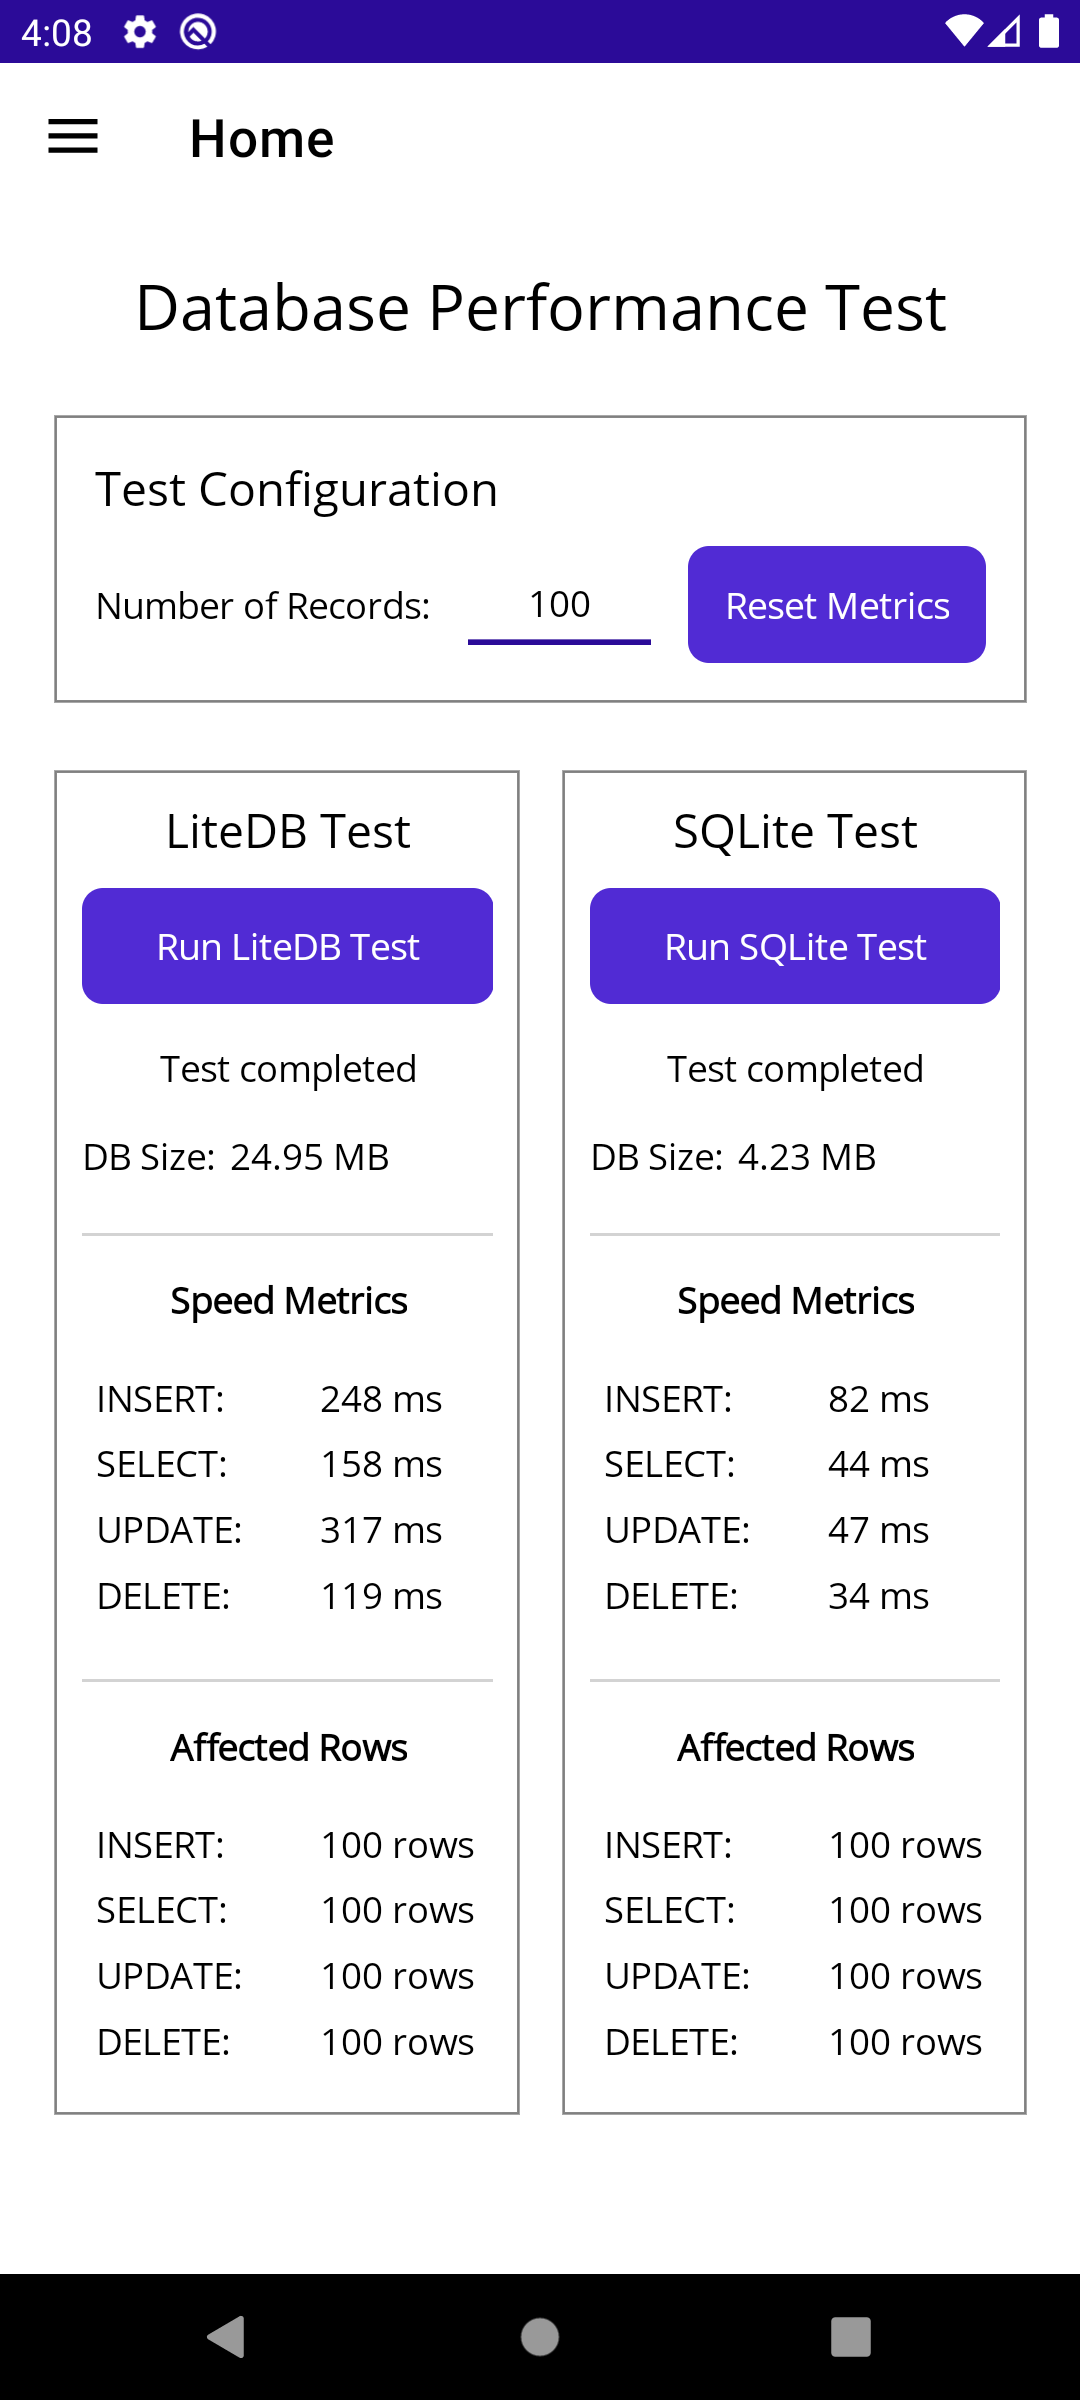 4:08
Home
Database Performance Test
Test Configuration
Number of Records: 100 Reset Metrics
LiteDB Test
Run LiteDB Test
Test completed
DB Size: 24.95 MB
Speed Metrics
INSERT: 248 ms
SELECT: 158 ms
UPDATE: 317 ms
DELETE: 119 ms
Affected Rows
INSERT: 100 rows
SELECT: 100 rows
UPDATE: 100 rows
DELETE: 100 rows
SQLite Test
Run SQLite Test
Test completed
DB Size: 4.23 MB
Speed Metrics
INSERT: 82 ms
SELECT: 44 ms
UPDATE: 47 ms
DELETE: 34 ms
Affected Rows
INSERT: 100 rows
SELECT: 100 rows
UPDATE: 100 rows
DELETE: 100 rows